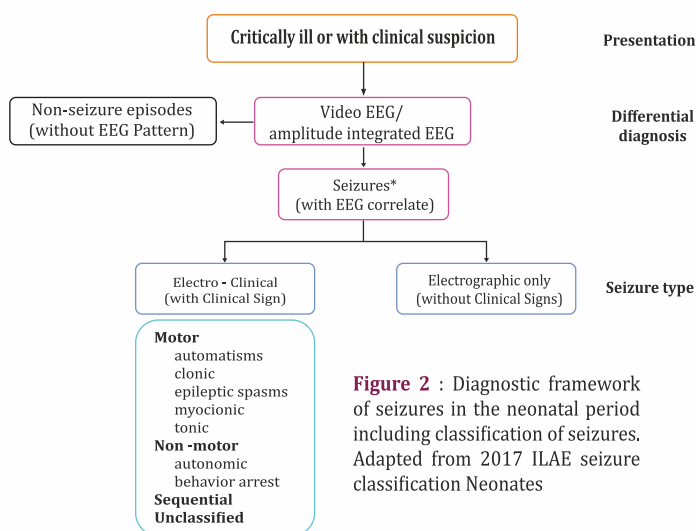 Critically ill or with clinical suspicion
Presentation
Non-seizure episodes
(without EEG Pattern)
Video EEG/
amplitude integrated EEG
Differential
diagnosis
Seizures*
(with EEG correlate)
Electro - Clinical
(with Clinical Sign)
Electrographic only
(without Clinical Signs)
Seizure type
Motor
automatisms
clonic
epileptic spasms
myocionic
tonic
Non -motor
autonomic
behavior arrest
Sequential
Unclassified
Figure 2 : Diagnostic framework
of seizures in the neonatal period
including classification of seizures.
Adapted from 2017 ILAE seizure
classification Neonates